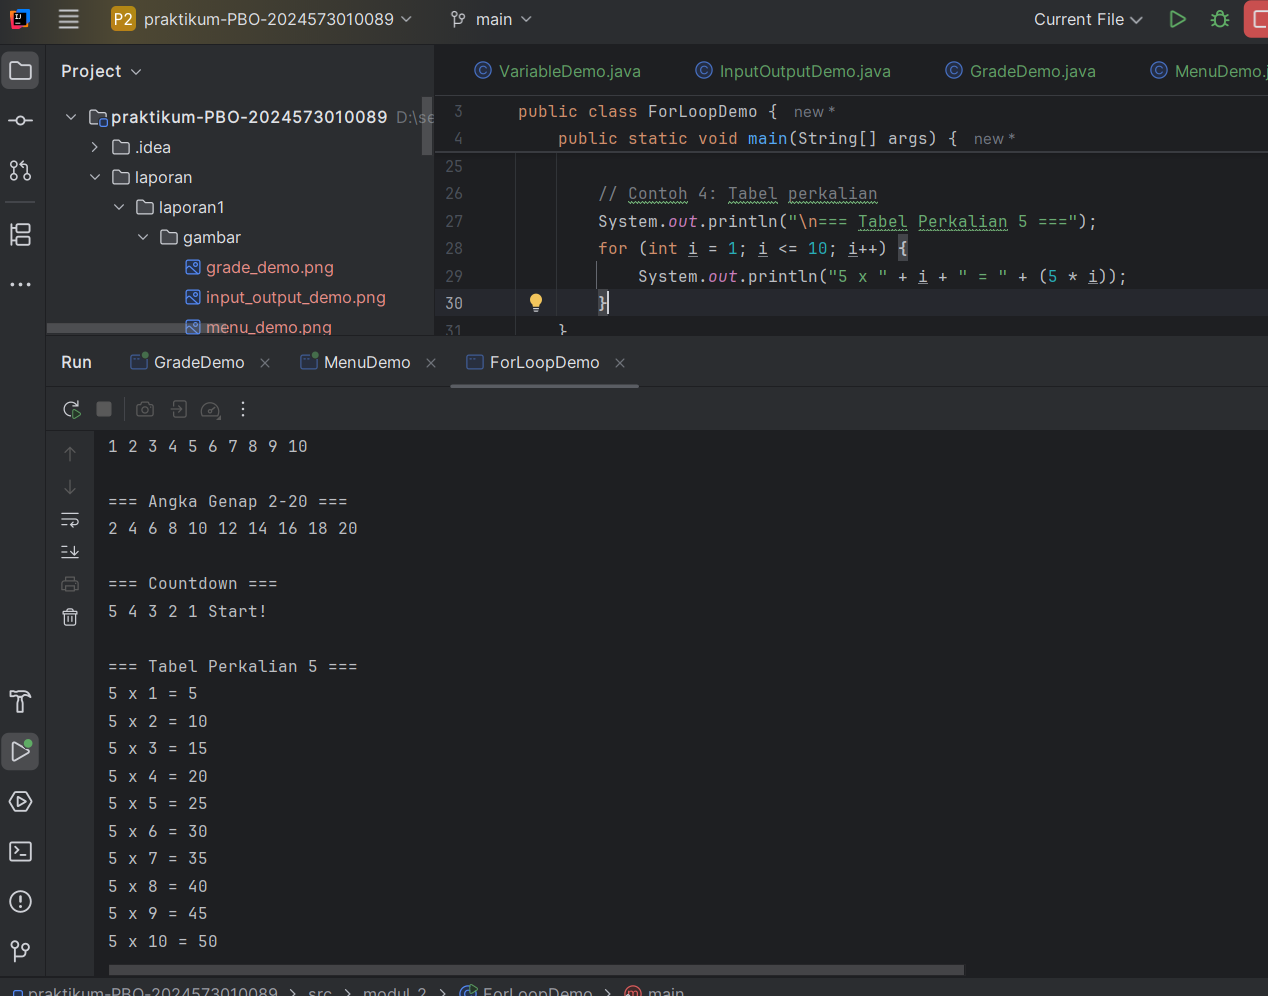 P2 praktikum-PBO-2024573010089 main Current File
Project
praktikum-PBO-2024573010089 D:\se
.idea
laporan
laporan1
gambar
grade_demo.png
input_output_demo.png
menu_demo.png
VariableDemo.java InputOutputDemo.java GradeDemo.java MenuDemo.j
3 public class ForLoopDemo { new *
4 public static void main(String[] args) { new *
25
26 // Contoh 4: Tabel perkalian
27 System.out.println("\n=== Tabel Perkalian 5 ===");
28 for (int i = 1; i <= 10; i++) {
29 System.out.println("5 x " + i + " = " + (5 * i));
30 }
31 }
Run GradeDemo MenuDemo ForLoopDemo
1 2 3 4 5 6 7 8 9 10
=== Angka Genap 2-20 ===
2 4 6 8 10 12 14 16 18 20
=== Countdown ===
5 4 3 2 1 Start!
=== Tabel Perkalian 5 ===
5 x 1 = 5
5 x 2 = 10
5 x 3 = 15
5 x 4 = 20
5 x 5 = 25
5 x 6 = 30
5 x 7 = 35
5 x 8 = 40
5 x 9 = 45
5 x 10 = 50
praktikum-PBO-2024573010089 > src > modul_2 > ForLoopDemo > main